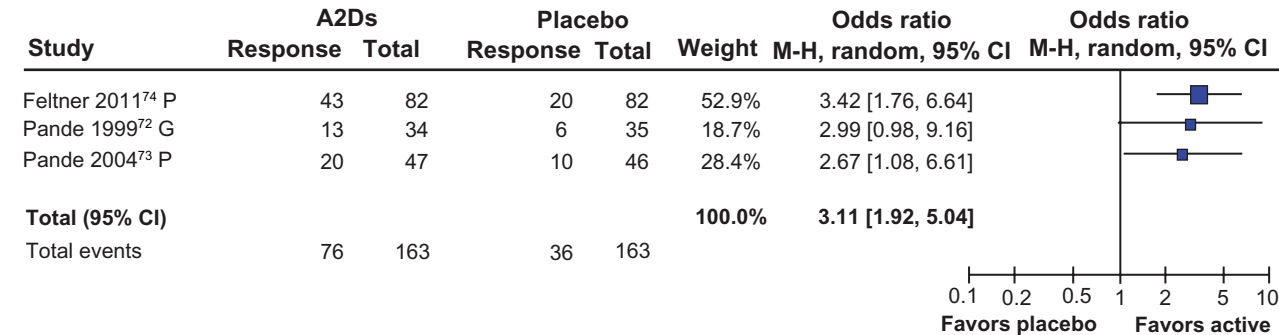 A2Ds Placebo Odds ratio Odds ratio
Study Response Total Response Total Weight M-H, random, 95% CI M-H, random, 95% CI
Feltner 2011⁷⁴ P 43 82 20 82 52.9% 3.42 [1.76, 6.64]
Pande 1999⁷² G 13 34 6 35 18.7% 2.99 [0.98, 9.16]
Pande 2004⁷³ P 20 47 10 46 28.4% 2.67 [1.08, 6.61]
Total (95% CI) 100.0% 3.11 [1.92, 5.04]
Total events 76 163 36 163
0.1 0.2 0.5 1 2 5 10
Favors placebo Favors active